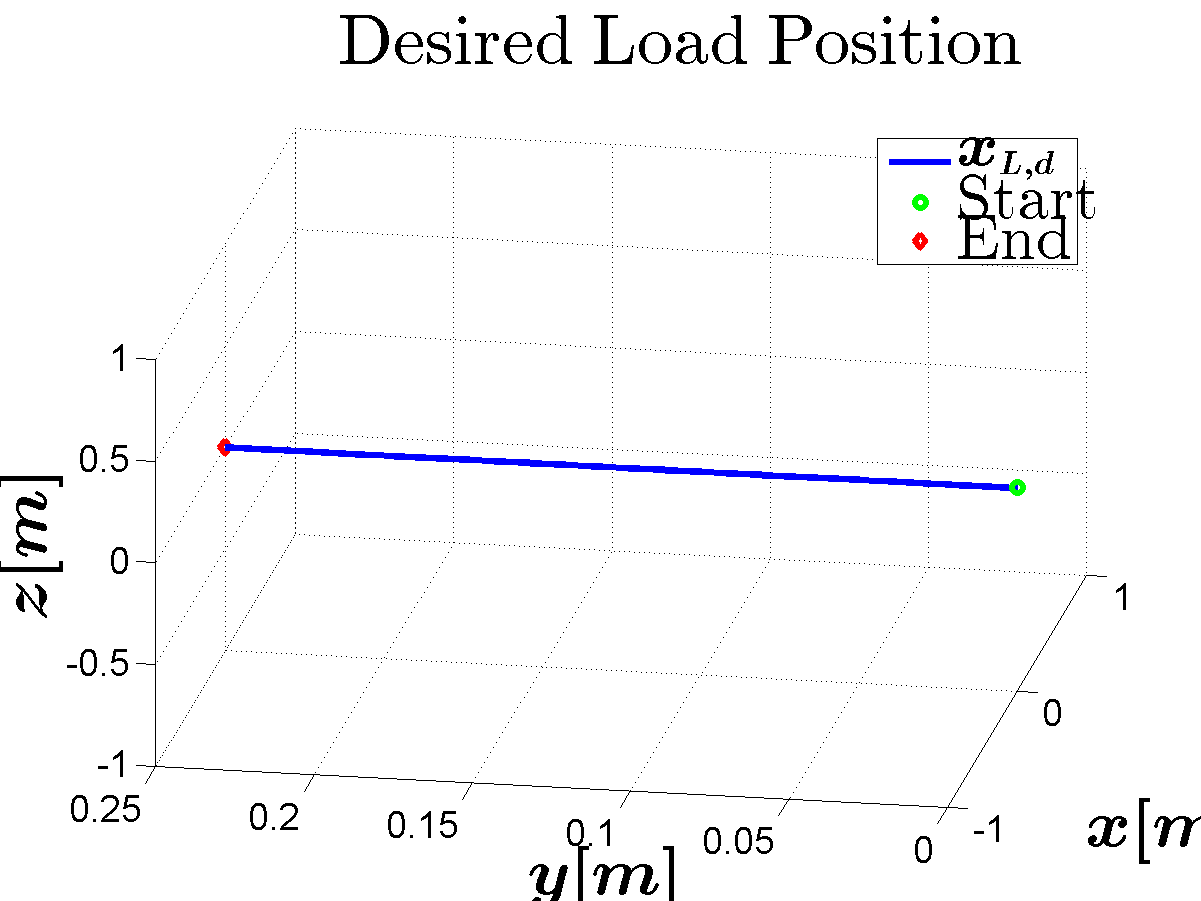 Desired Load Position
x_{L,d}
Start
End
1
0.5
0
-0.5
-1
z[m]
0.25
0.2
0.15
0.1
0.05
0
y[m]
-1
0
1
x[m